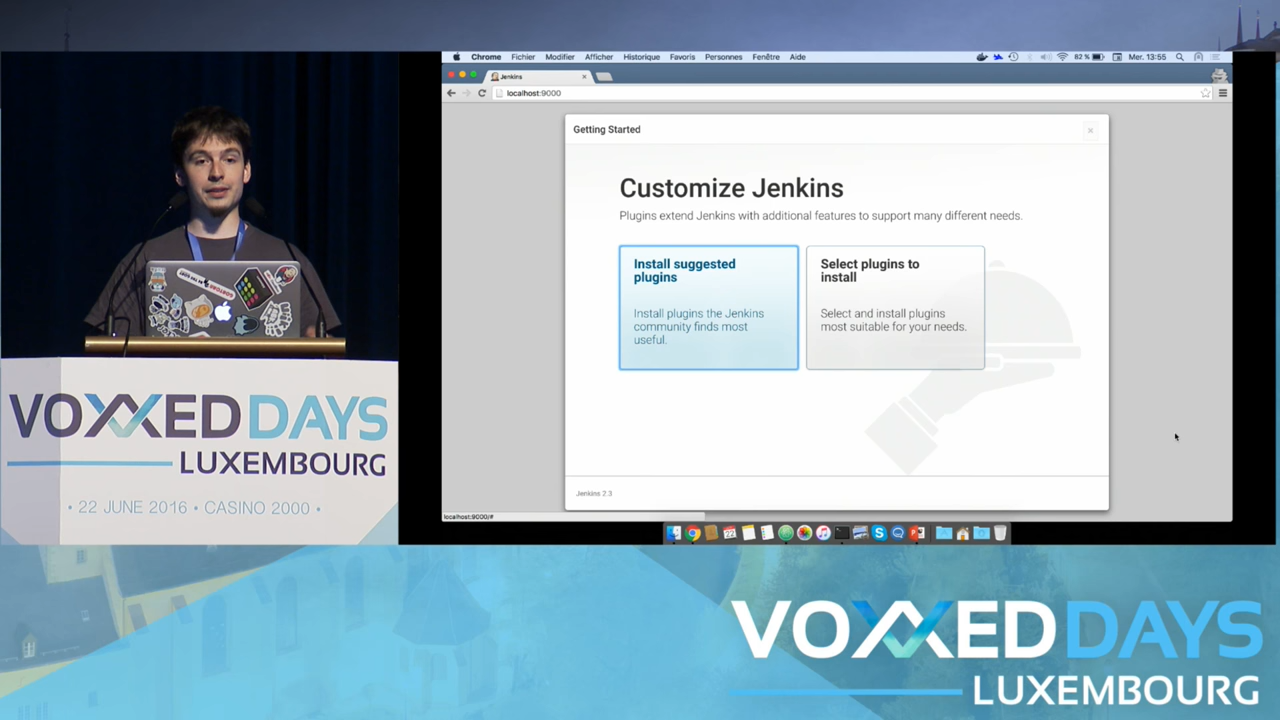 Chrome Fichier Modifier Afficher Historique Favoris Personnes Fenêtre Aide
82 % Mer. 13:55
Jenkins
localhost:9000
Getting Started
Customize Jenkins
Plugins extend Jenkins with additional features to support many different needs.
Install suggested
plugins
Install plugins the Jenkins
community finds most
useful.
Select plugins to
install
Select and install plugins
most suitable for your needs.
Jenkins 2.3
localhost:9000/#
VOXXED DAYS
LUXEMBOURG
• 22 JUNE 2016 • CASINO 2000 •
VOXXED DAYS
LUXEMBOURG